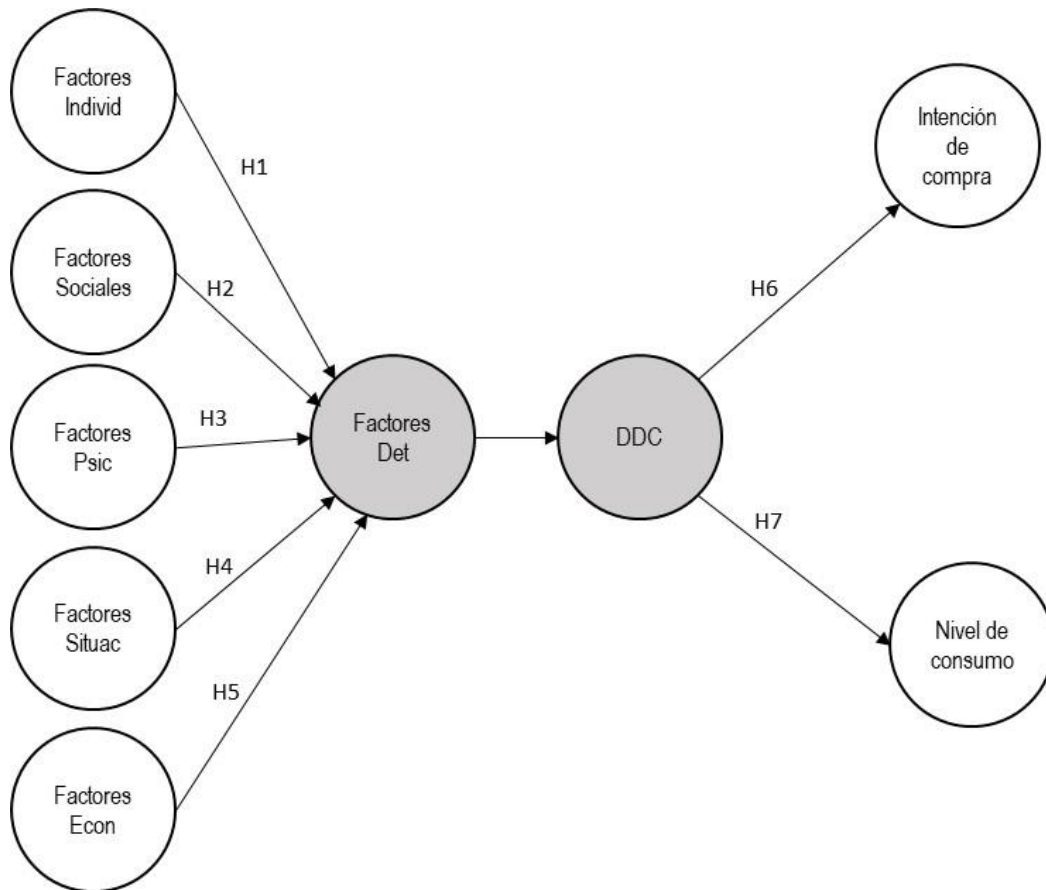 Factores
Individ
H1
Factores
Sociales
H2
Factores
Psic
H3
Factores
Situac
H4
Factores
Econ
H5
Factores
Det
DDC
H6
Intención
de
compra
H7
Nivel de
consumo